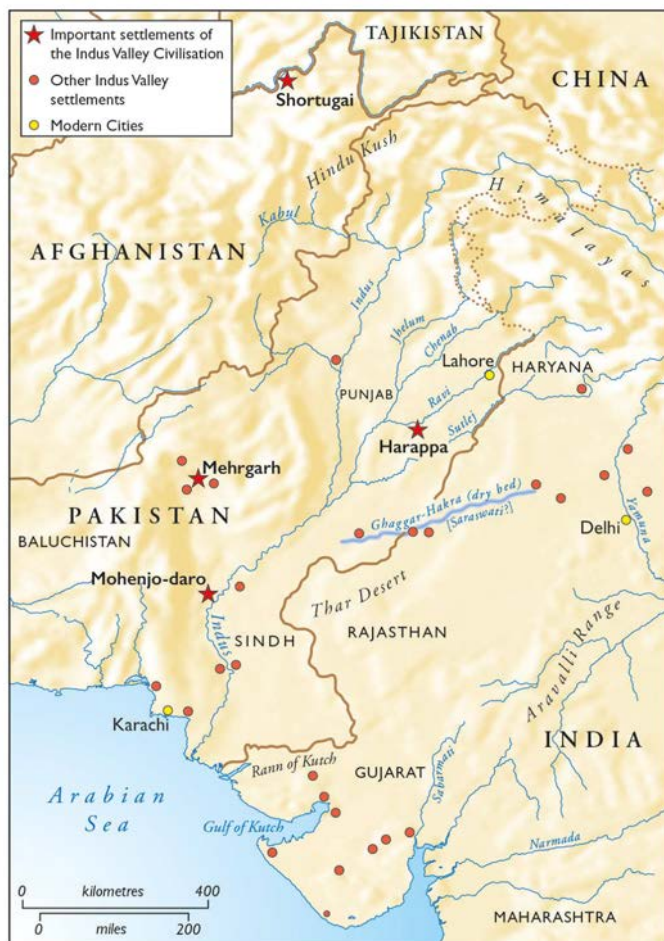 Important settlements of
the Indus Valley Civilisation
Other Indus Valley
settlements
Modern Cities
TAJIKISTAN
CHINA
Shortugai
Hindu Kush
Himalayas
Kabul
AFGHANISTAN
Indus
Jhelum
Chenab
Lahore
HARYANA
PUNJAB
Ravi
Sutlej
Harappa
Mehrgarh
Ghaggar-Hakra (dry bed)
[Saraswati?]
Yamuna
PAKISTAN
Delhi
BALUCHISTAN
Mohenjo-daro
Thar Desert
Indus
SINDH
RAJASTHAN
Aravalli Range
Karachi
INDIA
Rann of Kutch
GUJARAT
Sabarmati
Arabian
Sea
Gulf of Kutch
Narmada
0 kilometres 400
0 miles 200
MAHARASHTRA